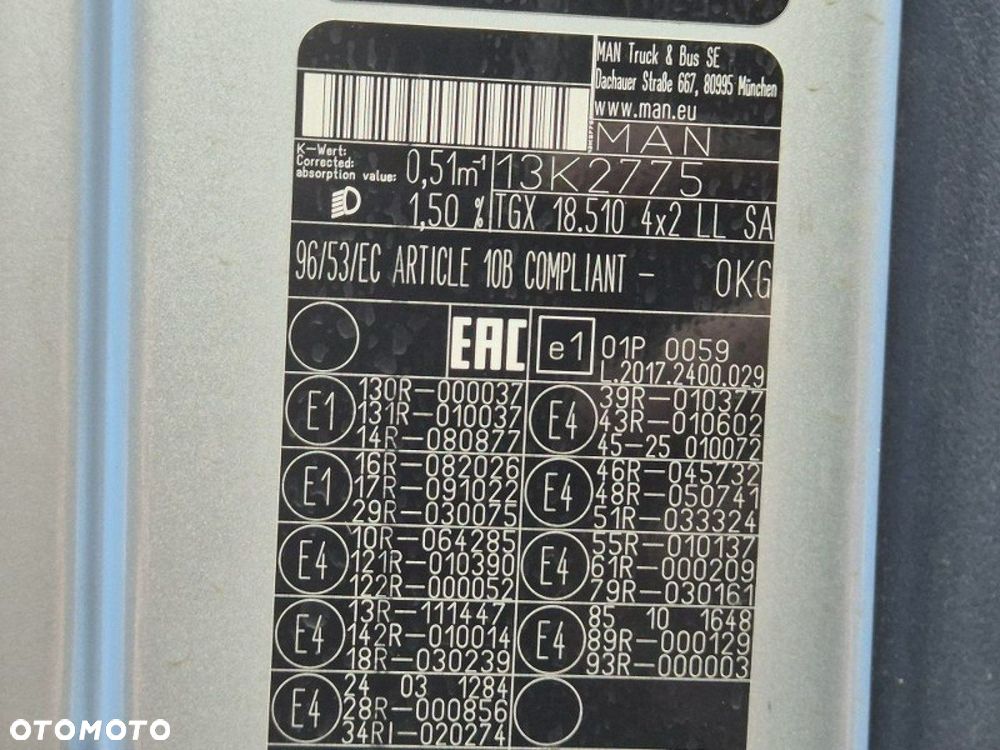 MAN Truck & Bus SE
Dachauer Straße 667, 80995 München
www.man.eu
MAN
K-Wert:
Corrected:
absorption value: 0,51m⁻¹
13K2775
1,50 %
TGX 18.510 4x2 LL SA
96/53/EC ARTICLE 10B COMPLIANT - 0KG
EAC
e1
01P 0059
L.2017.2400.029
E1
130R-000037
131R-010037
14R-080877
E4
39R-010377
43R-010602
45-25 010072
E1
16R-082026
17R-091022
29R-030075
E4
46R-045732
48R-050741
51R-033324
E4
10R-064285
121R-010390
122R-000052
E4
55R-010137
61R-000209
79R-030161
E4
13R-111447
142R-010014
18R-030239
E4
85 10 1648
89R-000129
93R-000003
E4
24 03 1284
28R-000856
34RI-020274
OTOMOTO